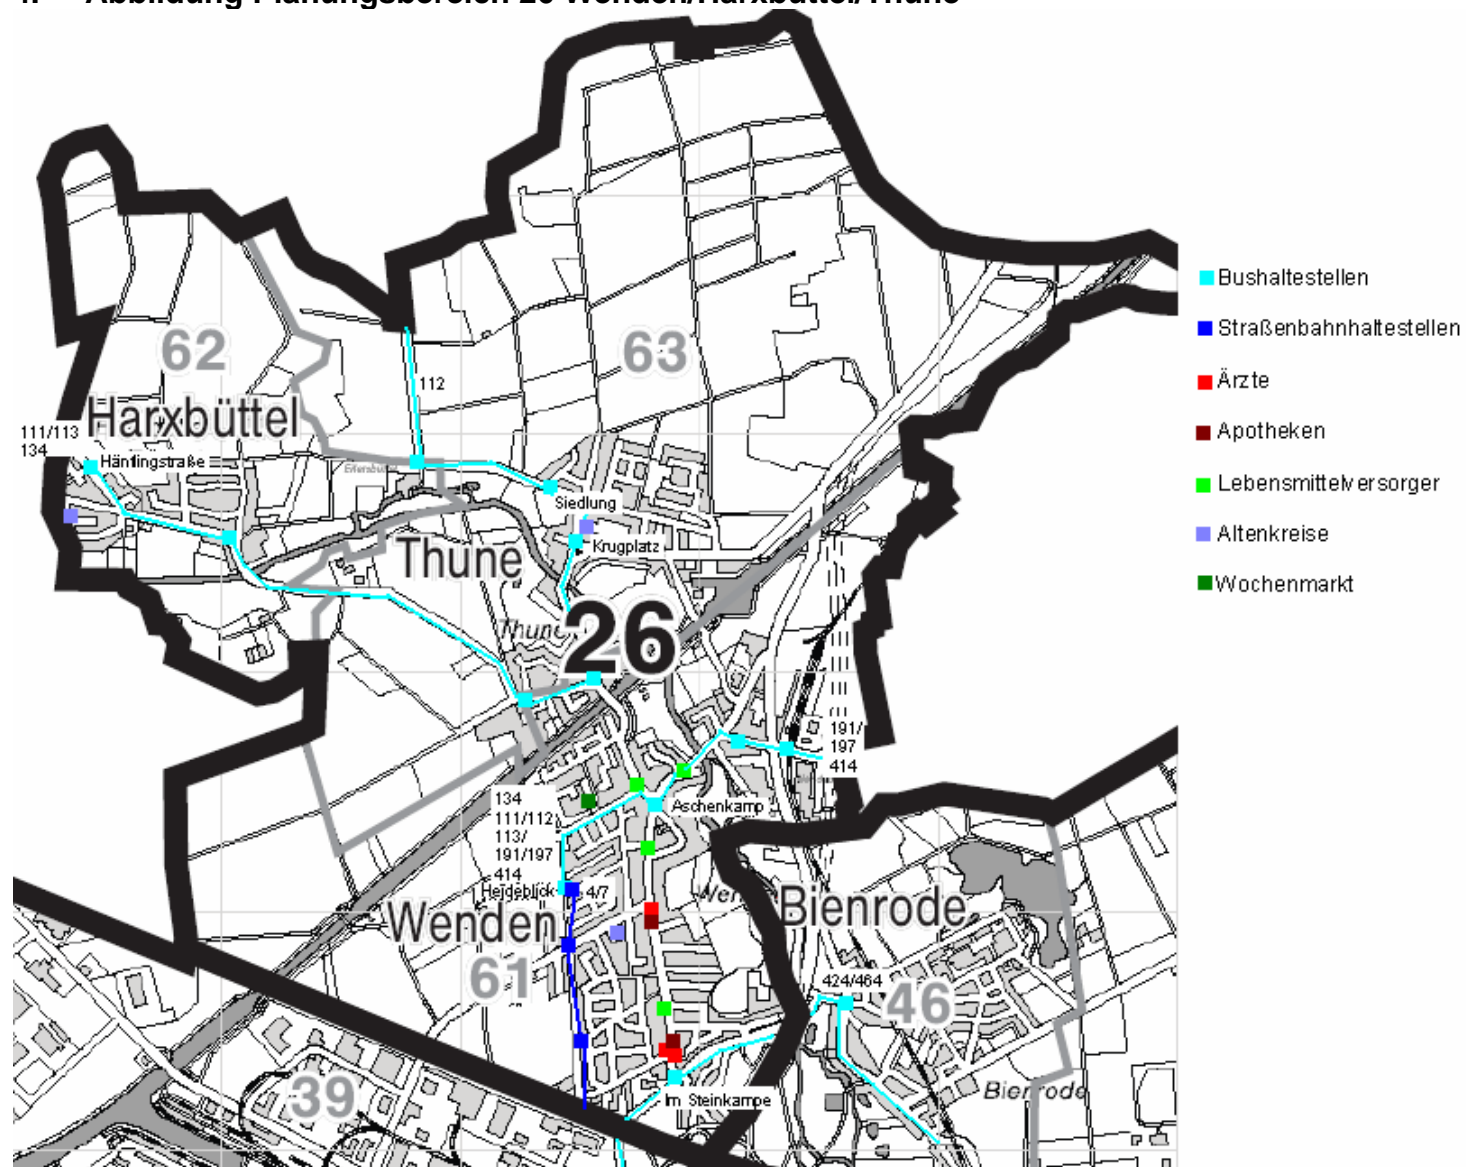 Abbildung Planungsbereich 26 Wenden/Harxbüttel/Thune
62
63
112
Harxbüttel
111/113
134
Hänflingstraße
Siedlung
Krugplatz
Thune
Thune
26
191/
197
414
134
111/112
113/
191/197
414
Aschenkamp
Heideblick
4/7
Wenden
61
Bienrode
424/464
46
39
Im Steinkampe
Bienrode
Bushaltestellen
Straßenbahnhaltestellen
Ärzte
Apotheken
Lebensmittelversorger
Altenkreise
Wochenmarkt